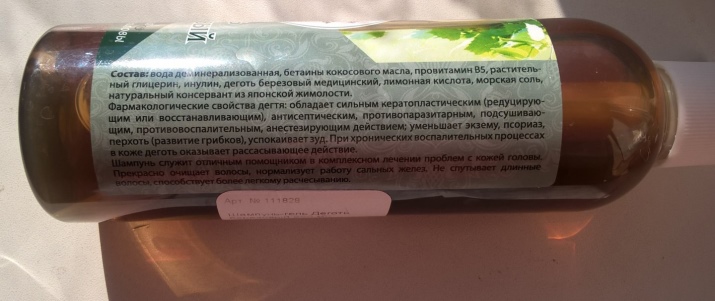 Состав: вода деминерализованная, бетаины кокосового масла, провитамин В5, раститель-
ный глицерин, инулин, деготь березовый медицинский, лимонная кислота, морская соль,
натуральный консервант из японской жимолости.
Фармакологические свойства дегтя: обладает сильным кератопластическим (редуцирую-
щим или восстанавливающим), антисептическим, противопаразитарным, подсушиваю-
щим, противовоспалительным, анестезирующим действием; уменьшает экзему, псориаз,
перхоть (развитие грибков), успокаивает зуд. При хронических воспалительных процессах
в коже деготь оказывает рассасывающее действие.
Шампунь служит отличным помощником в комплексном лечении проблем с кожей головы.
Прекрасно очищает волосы, нормализует работу сальных желез. Не спутывает длинные
волосы, способствует более легкому расчесыванию.
Арт. № 111826